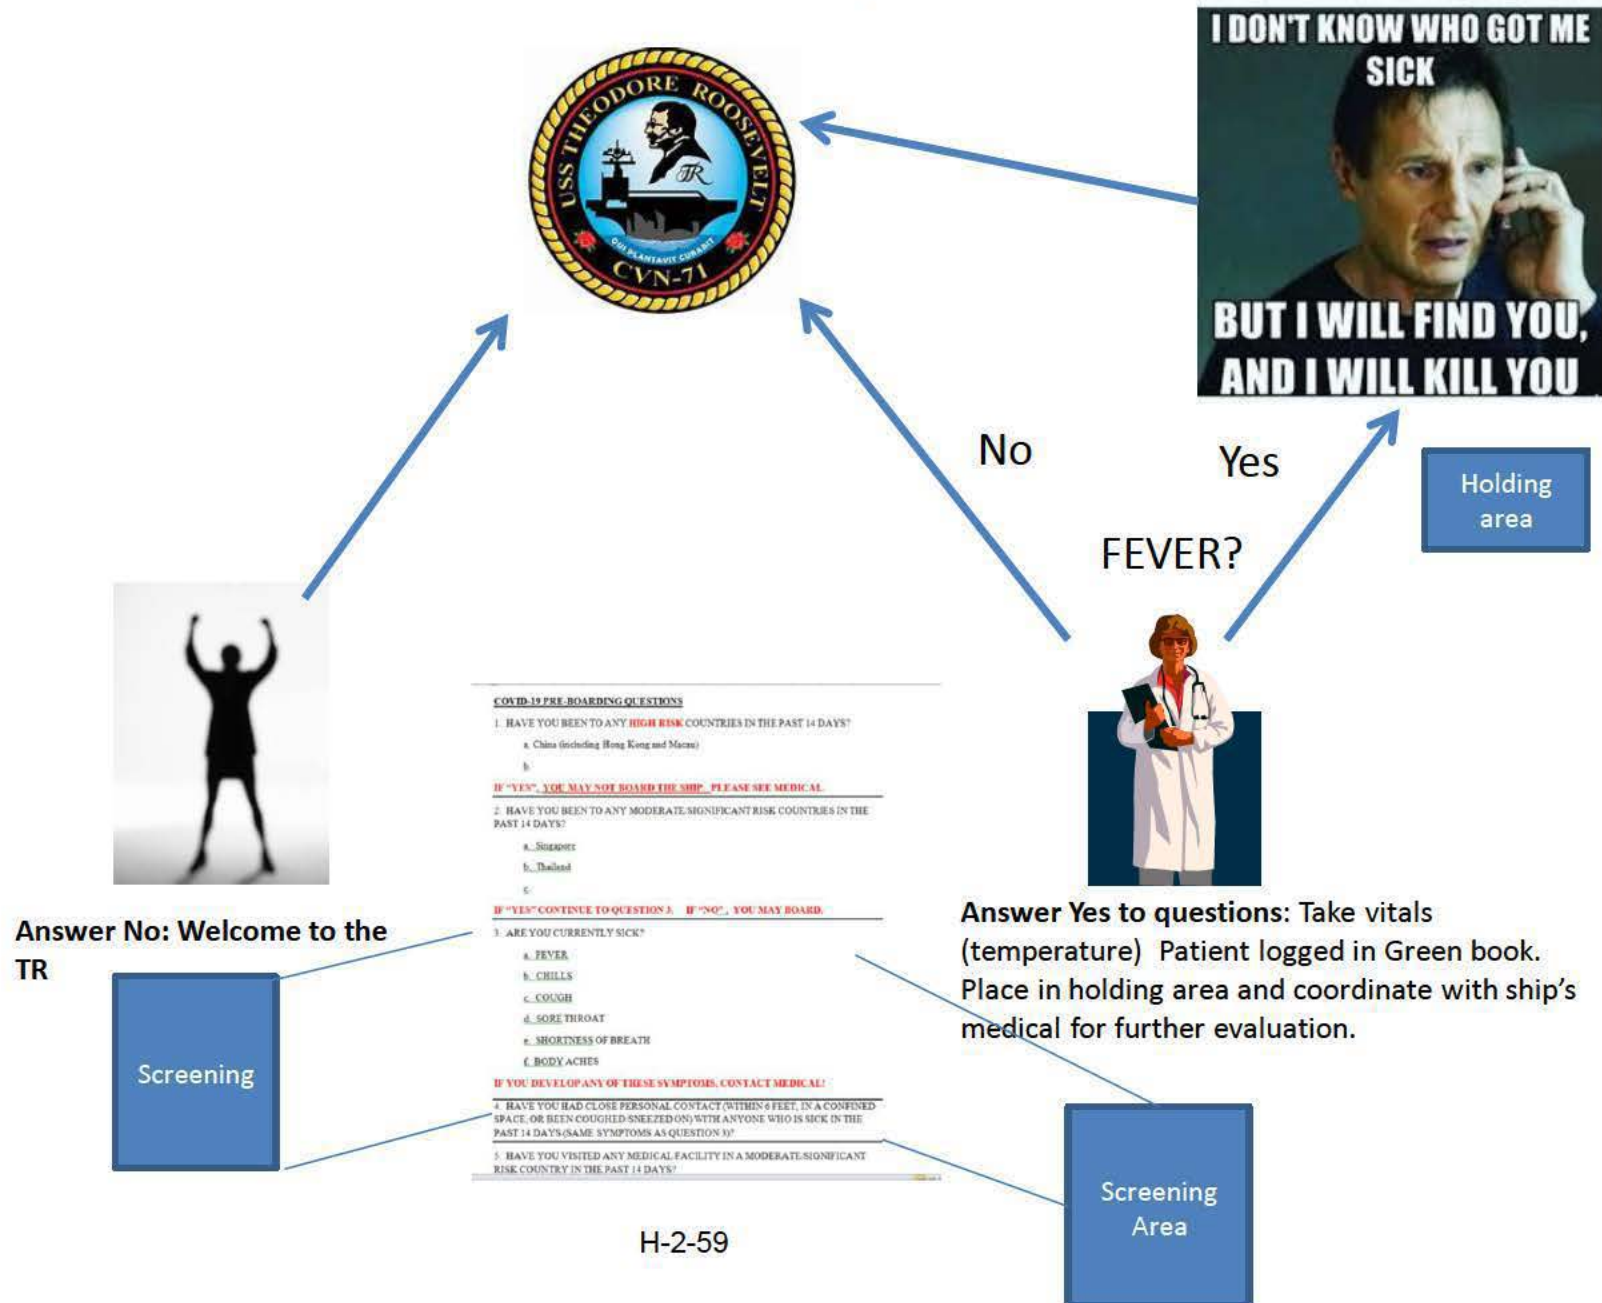 I DON'T KNOW WHO GOT ME
SICK
BUT I WILL FIND YOU,
AND I WILL KILL YOU
USS THEODORE ROOSEVELT
TR
QUI PLANTAVIT CURABIT
CVN-71
No
Yes
Holding
area
FEVER?
COVID-19 PRE-BOARDING QUESTIONS
1. HAVE YOU BEEN TO ANY HIGH RISK COUNTRIES IN THE PAST 14 DAYS?
a. China (including Hong Kong and Macau)
b.
IF "YES", YOU MAY NOT BOARD THE SHIP. PLEASE SEE MEDICAL.
2. HAVE YOU BEEN TO ANY MODERATE/SIGNIFICANT RISK COUNTRIES IN THE
PAST 14 DAYS?
a. Singapore
b. Thailand
c.
IF "YES" CONTINUE TO QUESTION 3. IF "NO", YOU MAY BOARD.
3. ARE YOU CURRENTLY SICK?
a. FEVER
b. CHILLS
c. COUGH
d. SORE THROAT
e. SHORTNESS OF BREATH
f. BODY ACHES
IF YOU DEVELOP ANY OF THESE SYMPTOMS, CONTACT MEDICAL!
4. HAVE YOU HAD CLOSE PERSONAL CONTACT (WITHIN 6 FEET, IN A CONFINED
SPACE, OR BEEN COUGHED/SNEEZED ON) WITH ANYONE WHO IS SICK IN THE
PAST 14 DAYS (SAME SYMPTOMS AS QUESTION 3)?
5. HAVE YOU VISITED ANY MEDICAL FACILITY IN A MODERATE/SIGNIFICANT
RISK COUNTRY IN THE PAST 14 DAYS?
Answer No: Welcome to the
TR
Screening
Answer Yes to questions: Take vitals
(temperature) Patient logged in Green book.
Place in holding area and coordinate with ship's
medical for further evaluation.
Screening
Area
H-2-59